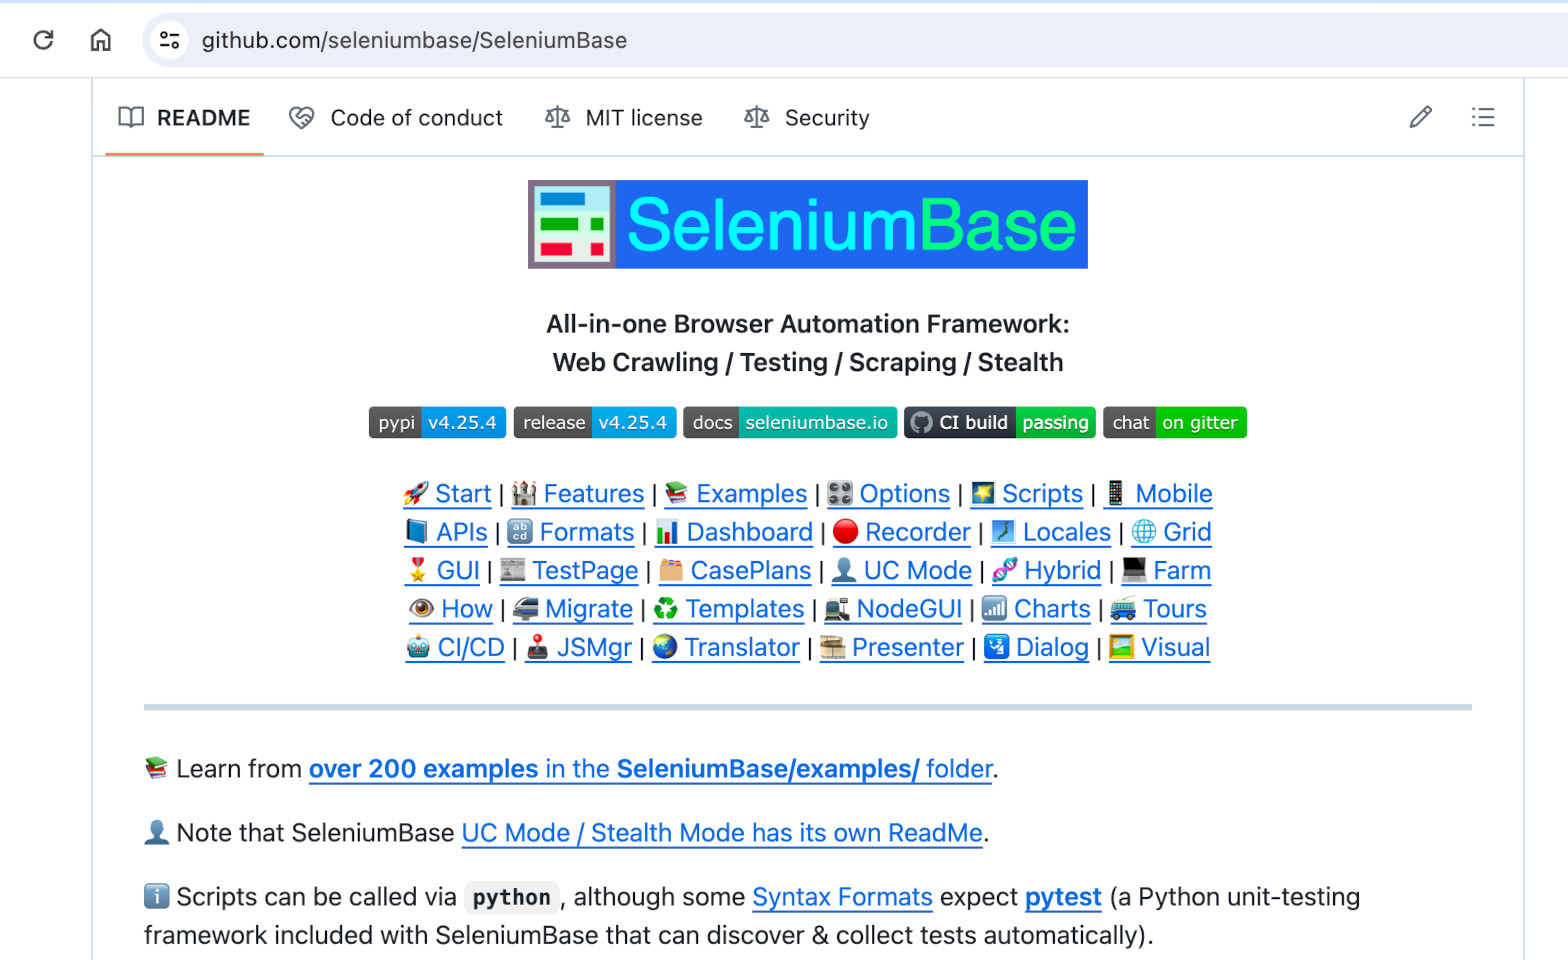 github.com/seleniumbase/SeleniumBase
README Code of conduct MIT license Security
SeleniumBase
All-in-one Browser Automation Framework:
Web Crawling / Testing / Scraping / Stealth
pypi v4.25.4 release v4.25.4 docs seleniumbase.io CI build passing chat on gitter
Start | Features | Examples | Options | Scripts | Mobile
APIs | Formats | Dashboard | Recorder | Locales | Grid
GUI | TestPage | CasePlans | UC Mode | Hybrid | Farm
How | Migrate | Templates | NodeGUI | Charts | Tours
CI/CD | JSMgr | Translator | Presenter | Dialog | Visual
Learn from over 200 examples in the SeleniumBase/examples/ folder.
Note that SeleniumBase UC Mode / Stealth Mode has its own ReadMe.
Scripts can be called via python, although some Syntax Formats expect pytest (a Python unit-testing
framework included with SeleniumBase that can discover & collect tests automatically).